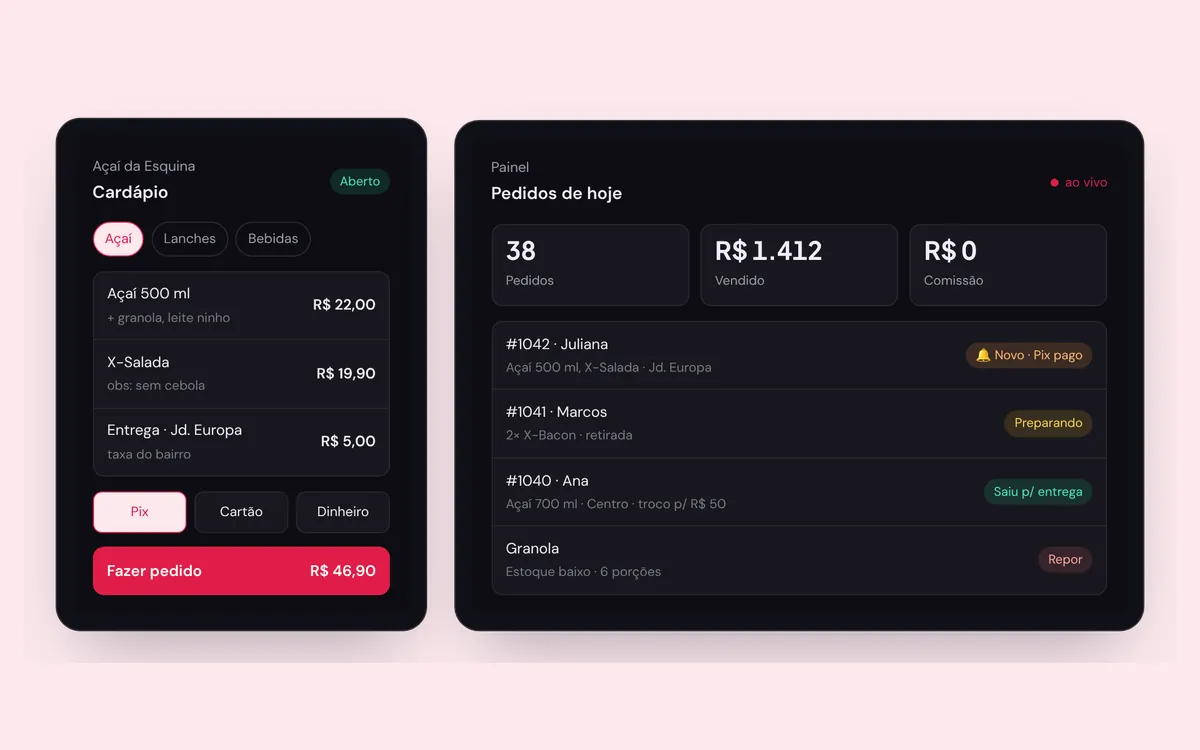 Açaí da Esquina
Cardápio
Aberto
Açaí
Lanches
Bebidas
Açaí 500 ml
+ granola, leite ninho
R$ 22,00
X-Salada
obs: sem cebola
R$ 19,90
Entrega · Jd. Europa
taxa do bairro
R$ 5,00
Pix
Cartão
Dinheiro
Fazer pedido
R$ 46,90
Painel
Pedidos de hoje
ao vivo
38
Pedidos
R$ 1.412
Vendido
R$ 0
Comissão
#1042 · Juliana
Açaí 500 ml, X-Salada · Jd. Europa
🔔 Novo · Pix pago
#1041 · Marcos
2× X-Bacon · retirada
Preparando
#1040 · Ana
Açaí 700 ml · Centro · troco p/ R$ 50
Saiu p/ entrega
Granola
Estoque baixo · 6 porções
Repor